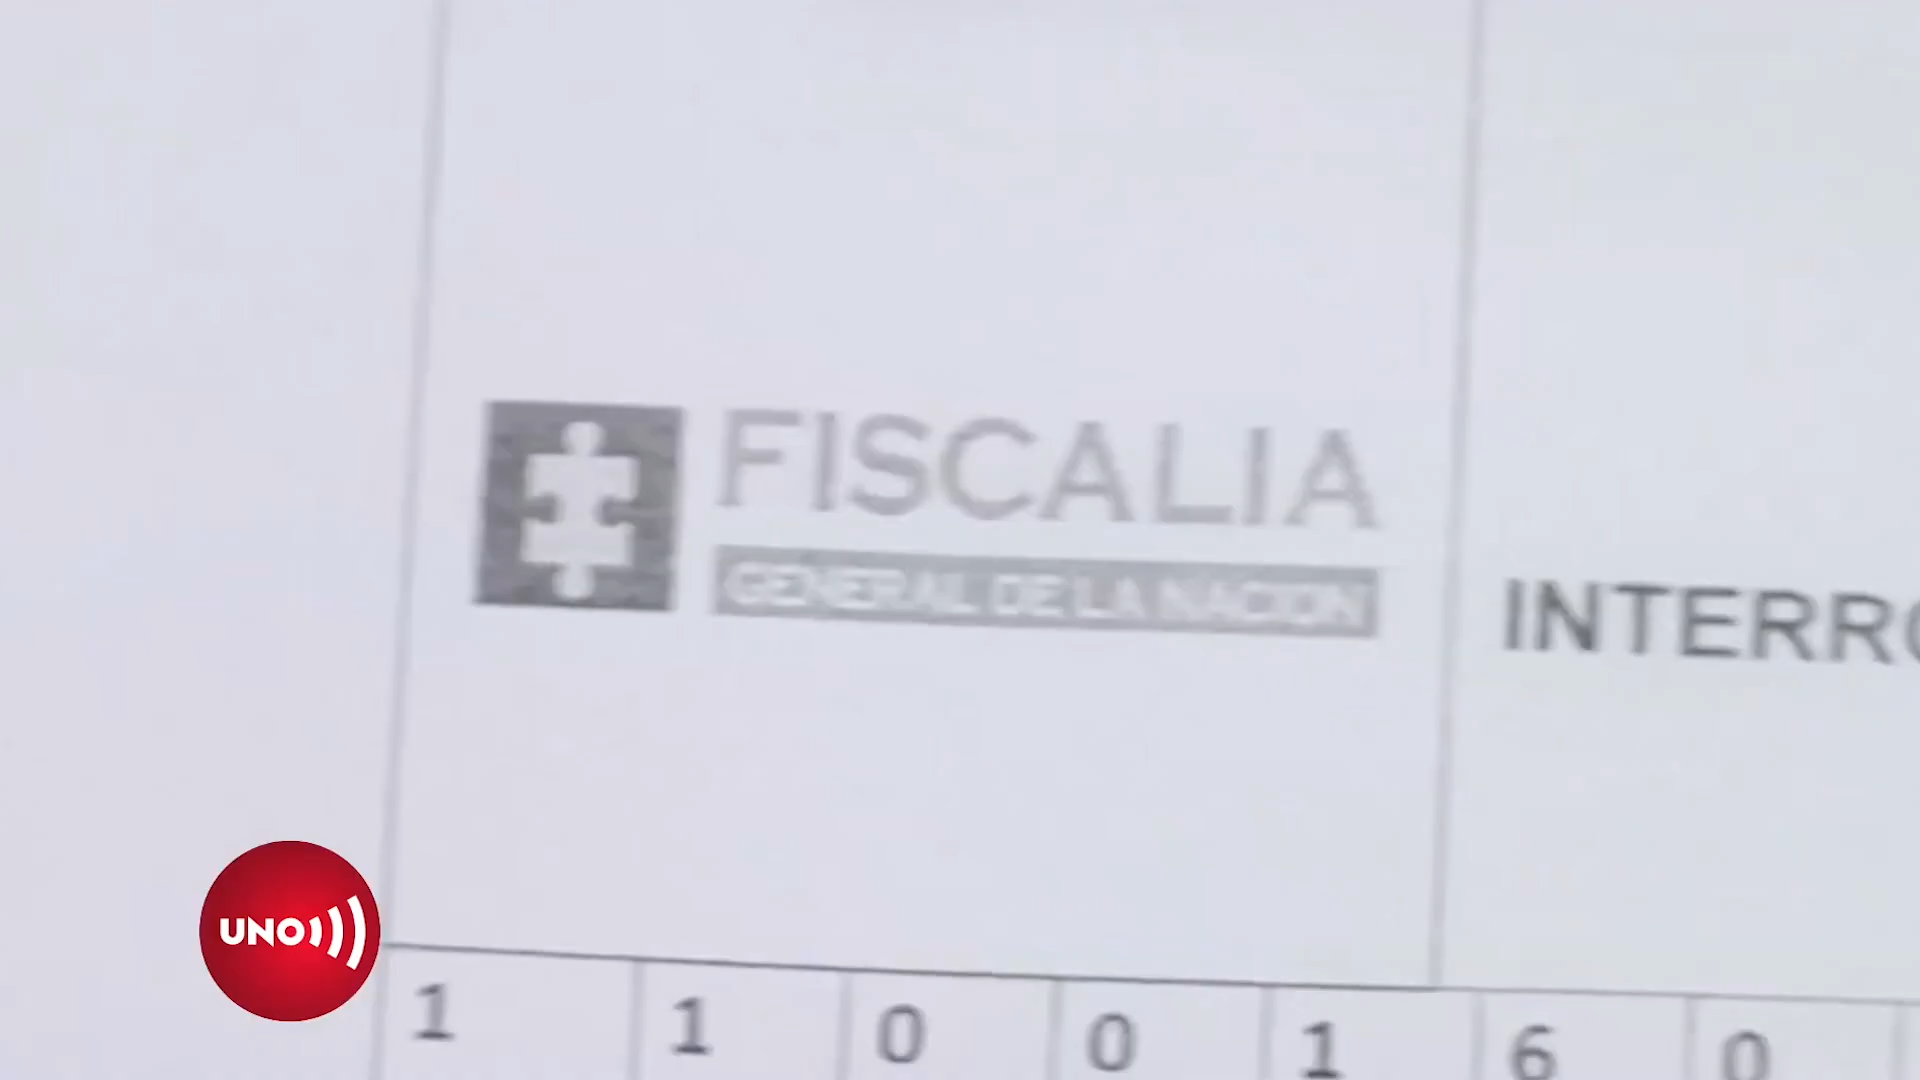 FISCALIA
GENERAL DE LA NACION
INTERRO
UNO
1 1 0 0 1 6 0